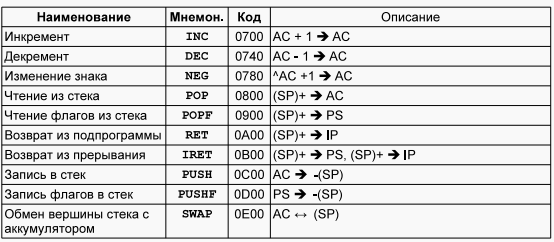 Наименование Мнемон. Код Описание
Инкремент INC 0700 AC + 1 ➔ AC
Декремент DEC 0740 AC - 1 ➔ AC
Изменение знака NEG 0780 ^AC +1 ➔ AC
Чтение из стека POP 0800 (SP)+ ➔ AC
Чтение флагов из стека POPF 0900 (SP)+ ➔ PS
Возврат из подпрограммы RET 0A00 (SP)+ ➔ IP
Возврат из прерывания IRET 0B00 (SP)+ ➔ PS, (SP)+ ➔ IP
Запись в стек PUSH 0C00 AC ➔ -(SP)
Запись флагов в стек PUSHF 0D00 PS ➔ -(SP)
Обмен вершины стека с SWAP 0E00 AC ↔ (SP)
аккумулятором